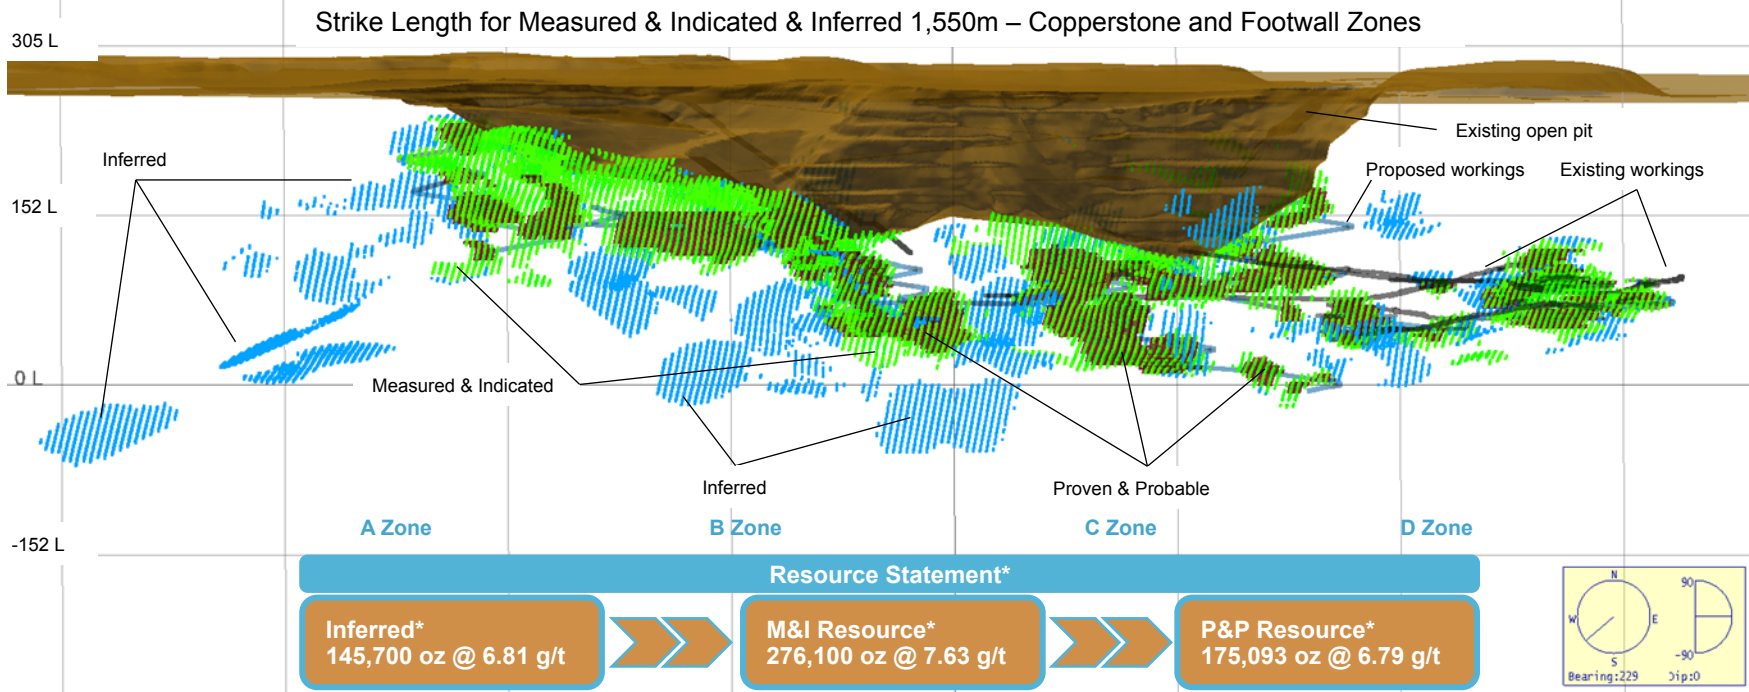 Strike Length for Measured & Indicated & Inferred 1,550m – Copperstone and Footwall Zones
305 L
Existing open pit
Inferred
Proposed workings
Existing workings
152 L
0 L
Measured & Indicated
Inferred
Proven & Probable
A Zone
B Zone
C Zone
D Zone
-152 L
Resource Statement*
Inferred*
145,700 oz @ 6.81 g/t
M&I Resource*
276,100 oz @ 7.63 g/t
P&P Resource*
175,093 oz @ 6.79 g/t
N
90
W
E
S
-90
Bearing:229
Dip:0